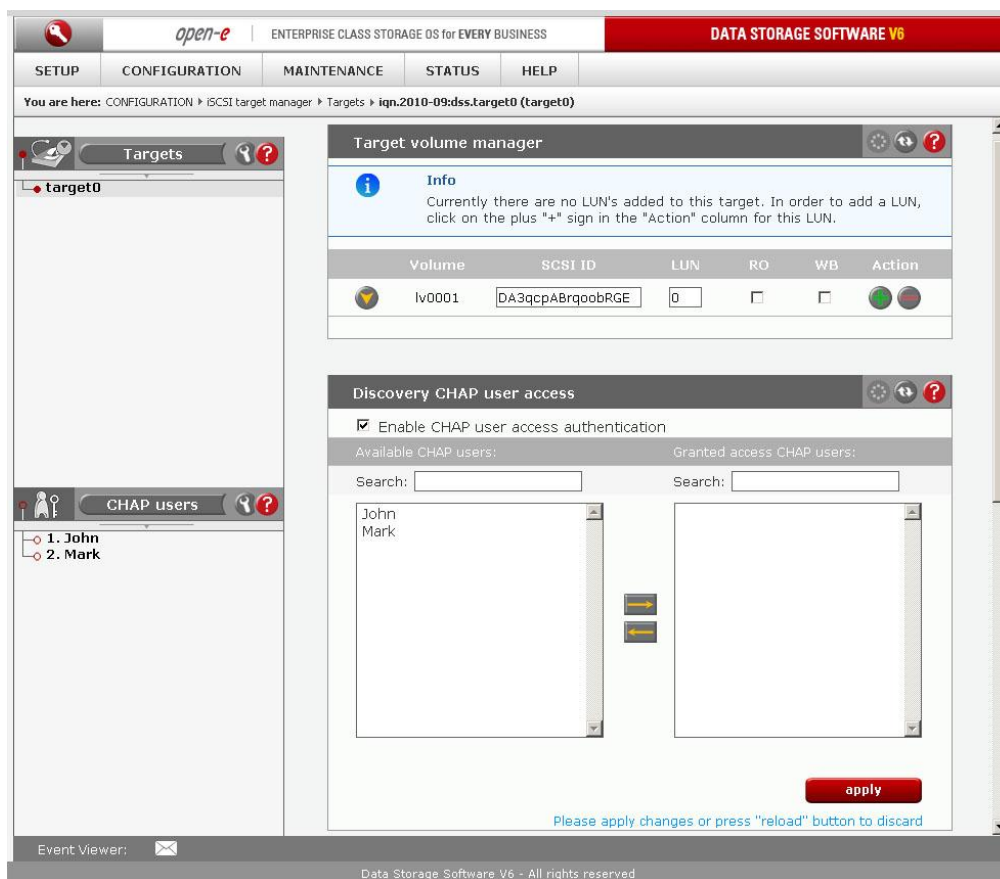 open-e ENTERPRISE CLASS STORAGE OS for EVERY BUSINESS DATA STORAGE SOFTWARE V6
SETUP CONFIGURATION MAINTENANCE STATUS HELP
You are here: CONFIGURATION ▸ iSCSI target manager ▸ Targets ▸ iqn.2010-09:dss.target0 (target0)
Targets ?
target0
CHAP users ?
1. John
2. Mark
Target volume manager ?
i Info
Currently there are no LUN's added to this target. In order to add a LUN,
click on the plus "+" sign in the "Action" column for this LUN.
Volume SCSI ID LUN RO WB Action
lv0001 DA3qcpABrqoobRGE 0
Discovery CHAP user access ?
Enable CHAP user access authentication
Available CHAP users: Granted access CHAP users:
Search: Search:
John
Mark
apply
Please apply changes or press "reload" button to discard
Event Viewer:
Data Storage Software V6 - All rights reserved